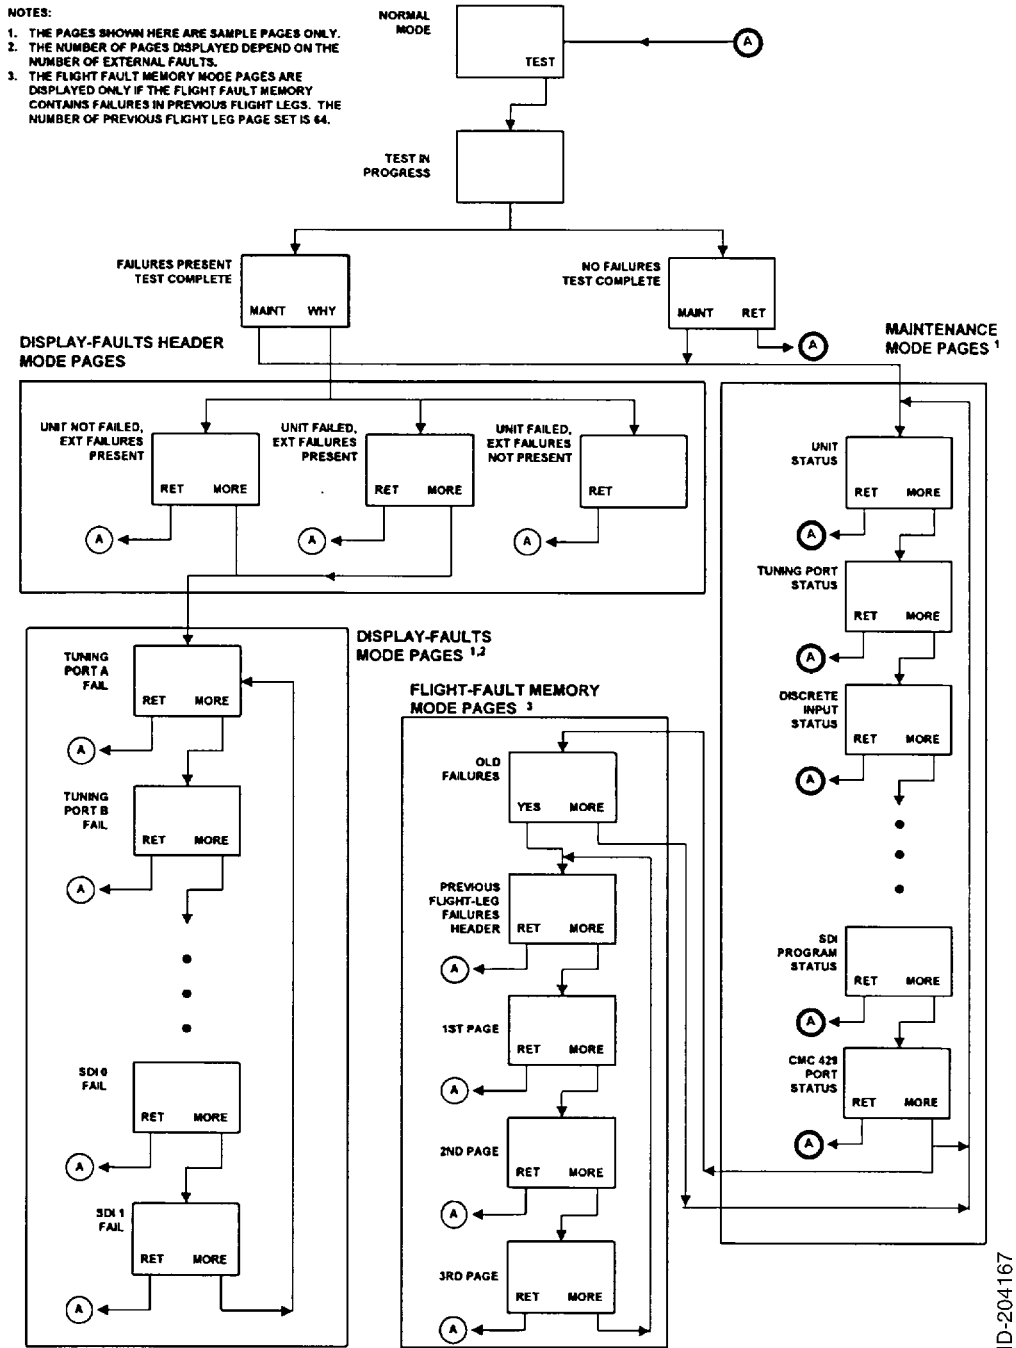 NOTES:
1. THE PAGES SHOWN HERE ARE SAMPLE PAGES ONLY.
2. THE NUMBER OF PAGES DISPLAYED DEPEND ON THE
NUMBER OF EXTERNAL FAULTS.
3. THE FLIGHT FAULT MEMORY MODE PAGES ARE
DISPLAYED ONLY IF THE FLIGHT FAULT MEMORY
CONTAINS FAILURES IN PREVIOUS FLIGHT LEGS. THE
NUMBER OF PREVIOUS FLIGHT LEG PAGE SET IS 64.
NORMAL
MODE
TEST
A
TEST IN
PROGRESS
FAILURES PRESENT
TEST COMPLETE
MAINT WHY
NO FAILURES
TEST COMPLETE
MAINT RET
A
DISPLAY-FAULTS HEADER
MODE PAGES
UNIT NOT FAILED,
EXT FAILURES
PRESENT
RET MORE
A
UNIT FAILED,
EXT FAILURES
PRESENT
RET MORE
A
UNIT FAILED,
EXT FAILURES
NOT PRESENT
RET
A
DISPLAY-FAULTS
MODE PAGES 1,2
TUNING
PORT A
FAIL
RET MORE
A
TUNING
PORT B
FAIL
RET MORE
A
SDI 0
FAIL
RET MORE
A
SDI 1
FAIL
RET MORE
A
FLIGHT-FAULT MEMORY
MODE PAGES 3
OLD
FAILURES
YES MORE
PREVIOUS
FLIGHT-LEG
FAILURES
HEADER
RET MORE
A
1ST PAGE
RET MORE
A
2ND PAGE
RET MORE
A
3RD PAGE
RET MORE
A
MAINTENANCE
MODE PAGES 1
UNIT
STATUS
RET MORE
A
TUNING PORT
STATUS
RET MORE
A
DISCRETE
INPUT
STATUS
RET MORE
A
SDI
PROGRAM
STATUS
RET MORE
A
CMC 429
PORT
STATUS
RET MORE
A
ID-204167